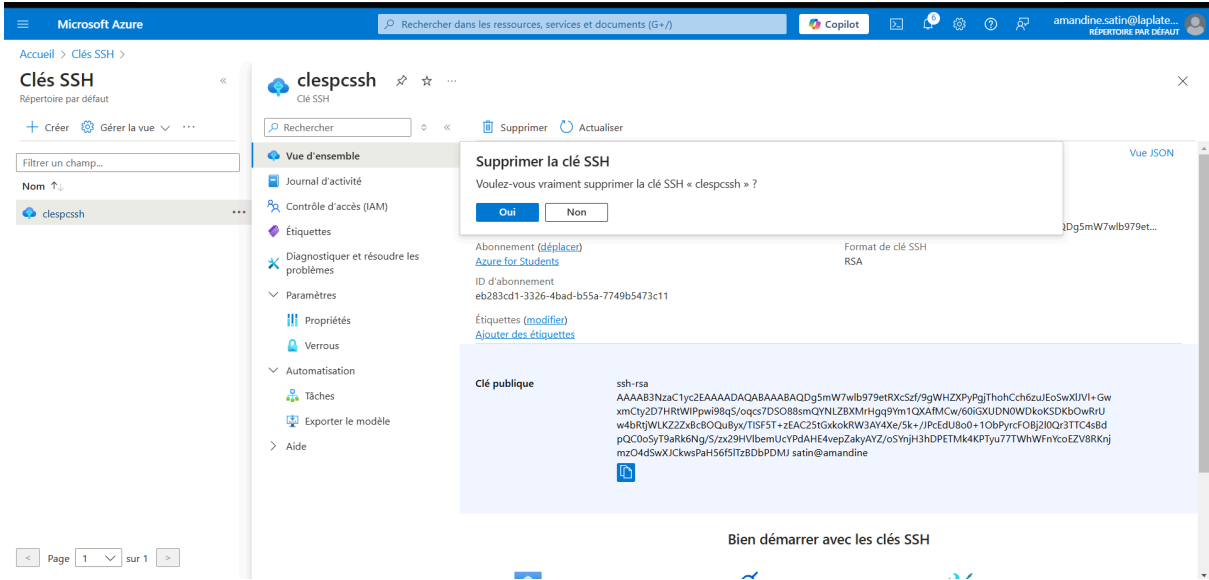 Microsoft Azure
Rechercher dans les ressources, services et documents (G+/)
Copilot
6
amandine.satin@laplate...
RÉPERTOIRE PAR DÉFAUT
Accueil > Clés SSH >
Clés SSH
Répertoire par défaut
Créer
Gérer la vue
Filtrer un champ...
Nom
clespcssh
Page 1 sur 1
clespcssh
Clé SSH
Rechercher
Vue d'ensemble
Journal d'activité
Contrôle d'accès (IAM)
Étiquettes
Diagnostiquer et résoudre les
problèmes
Paramètres
Propriétés
Verrous
Automatisation
Tâches
Exporter le modèle
Aide
Supprimer
Actualiser
Vue JSON
Supprimer la clé SSH
Voulez-vous vraiment supprimer la clé SSH « clespcssh » ?
Oui
Non
QDg5mW7wlb979et...
Abonnement (déplacer)
Azure for Students
Format de clé SSH
RSA
ID d'abonnement
eb283cd1-3326-4bad-b55a-7749b5473c11
Étiquettes (modifier)
Ajouter des étiquettes
Clé publique
ssh-rsa
AAAAB3NzaC1yc2EAAAADAQABAAABAQDg5mW7wlb979etRXcSzf/9gWHZXPyPgjThohCch6zuJEoSwXlJVl+Gw
xmCty2D7HRtWIPpwi98qS/oqcs7DSO88smQYNLZBXMrHgq9Ym1QXAfMCw/60iGXUDN0WDkoKSDKbOwRrU
w4bRtjWLKZ2ZxBcBOQuByx/TISF5T+zEAC25tGxkokRW3AY4Xe/5k+/JPcEdU8o0+1ObPyrcFOBj2l0Qr3TTC4sBd
pQC0oSyT9aRk6Ng/S/zx29HVlbemUcYPdAHE4vepZakyAYZ/oSYnjH3hDPETMk4KPTyu77TWhWFnYcoEZV8RKnj
mzO4dSwXJCkwsPaH56f5lTzBDbPDMJ satin@amandine
Bien démarrer avec les clés SSH